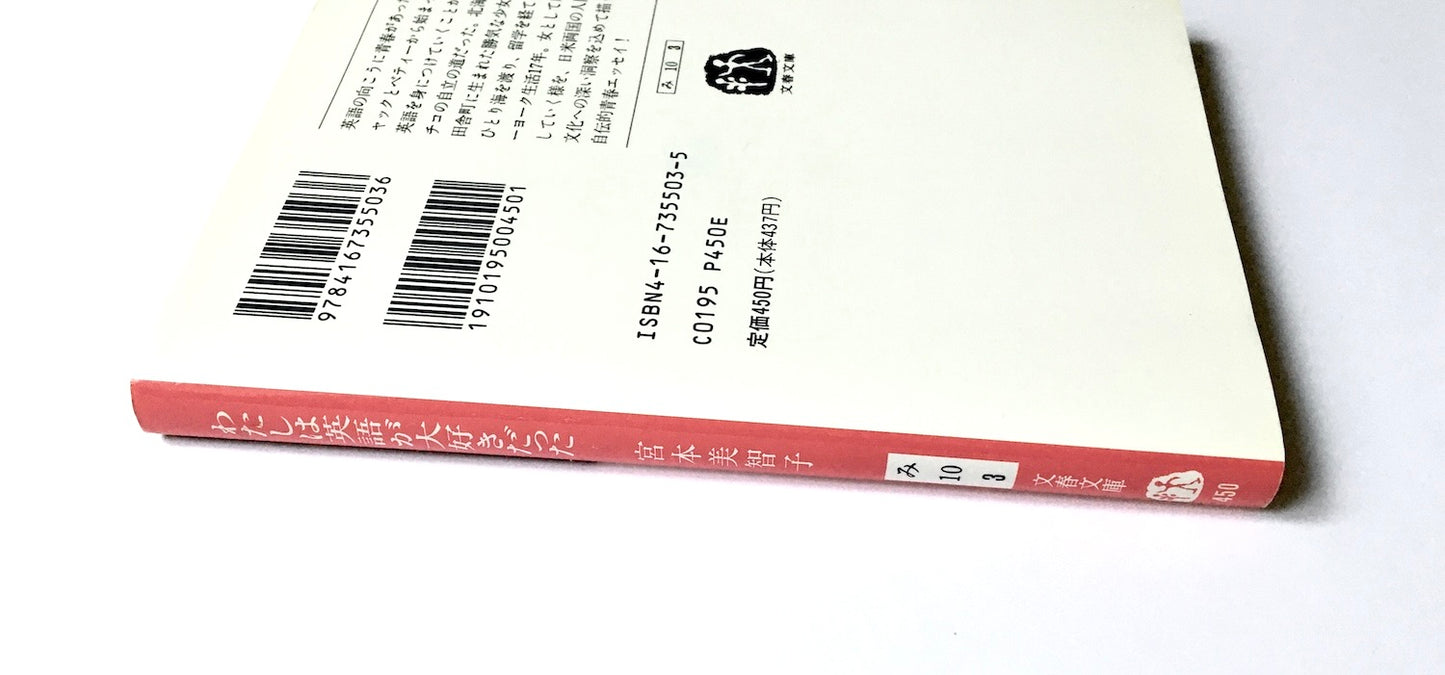 英語の向こうに青春があった
ャックとベティーから始まっ
英語を身につけていくことが
チコの自立の道だった。北海
田舎町に生まれた勝気な少女
ひとり海を渡り、留学を経て
ーヨーク生活17年。女として
していく様を、日米両国の人
文化への深い洞察を込めて描
自伝的青春エッセイ!
み 10 3
文春文庫
9784167355036
1910195004501
ISBN4-16-735503-5
C0195 P450E
定価450円(本体437円)
わたしは英語が大好きだった
宮本美智子
み 10 3
文春文庫
450